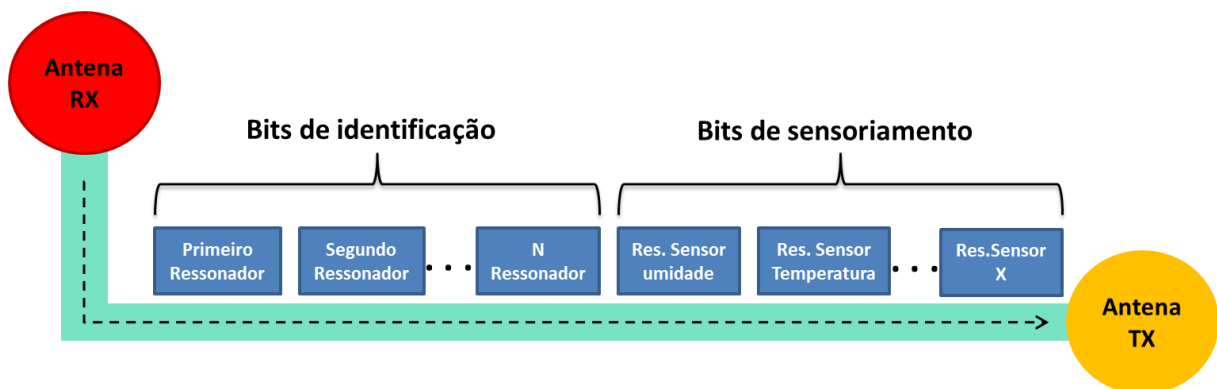 Antena
RX
Bits de identificação
Bits de sensoriamento
Primeiro
Ressonador
Segundo
Ressonador
. . .
N
Ressonador
Res. Sensor
umidade
Res. Sensor
Temperatura
. . .
Res.Sensor
X
Antena
TX